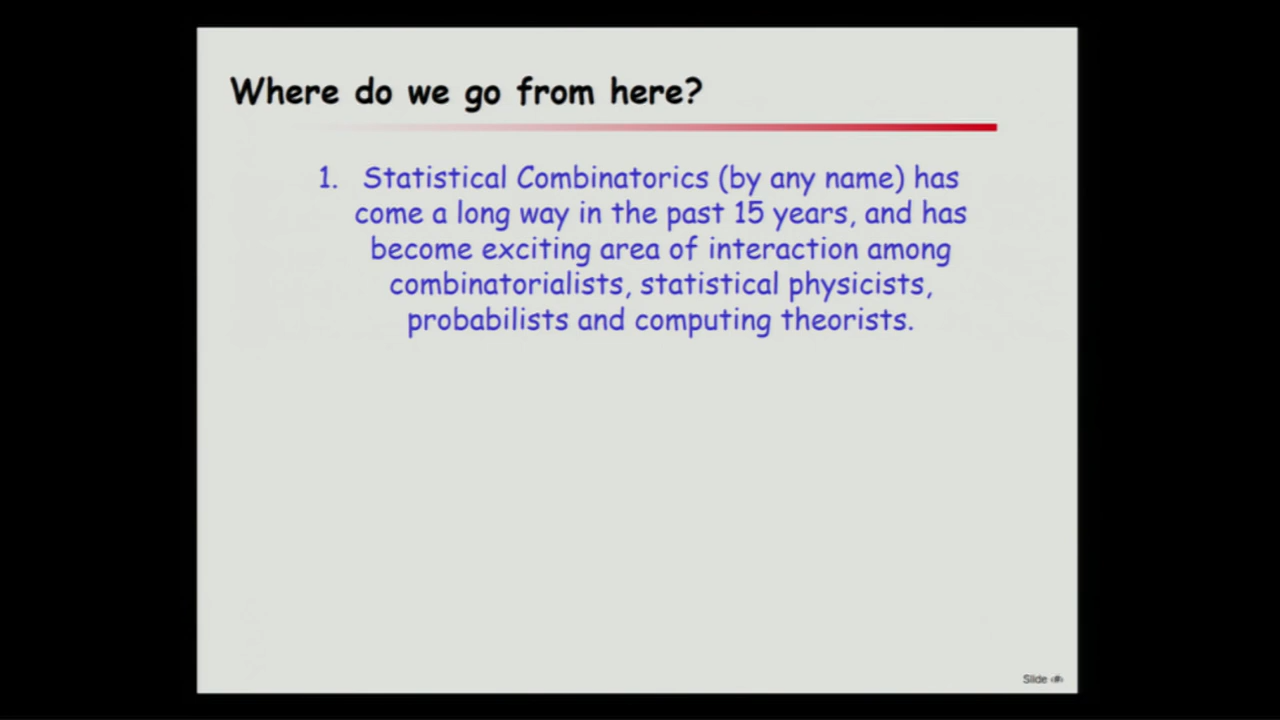 Where do we go from here?
1. Statistical Combinatorics (by any name) has
come a long way in the past 15 years, and has
become exciting area of interaction among
combinatorialists, statistical physicists,
probabilists and computing theorists.
Slide ‹#›